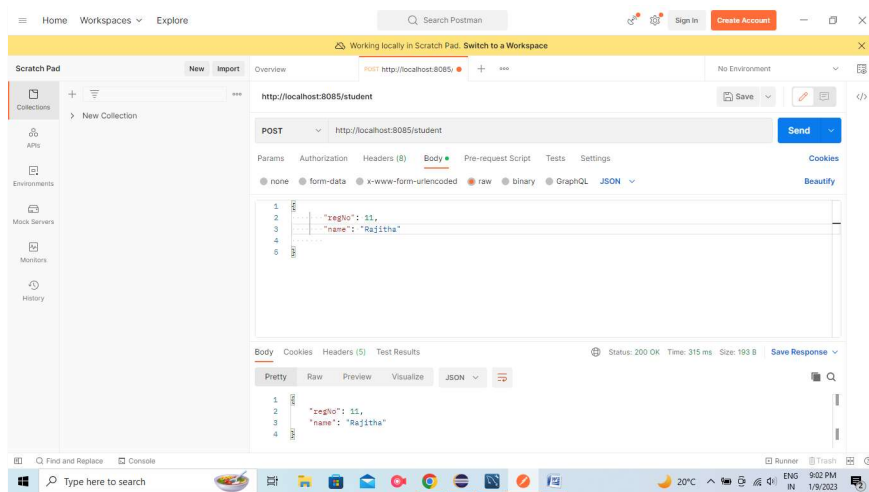 Home Workspaces Explore Search Postman Sign In Create Account
Working locally in Scratch Pad. Switch to a Workspace
Scratch Pad New Import Overview POST http://localhost:8085/ No Environment
Collections
New Collection
http://localhost:8085/student Save
APIs
POST http://localhost:8085/student Send
Params Authorization Headers (8) Body Pre-request Script Tests Settings Cookies
Environments
none form-data x-www-form-urlencoded raw binary GraphQL JSON Beautify
Mock Servers
1 {
2 "regNo": 11,
3 "name": "Rajitha"
4
5 }
Monitors
History
Body Cookies Headers (5) Test Results Status: 200 OK Time: 315 ms Size: 193 B Save Response
Pretty Raw Preview Visualize JSON
1 {
2 "regNo": 11,
3 "name": "Rajitha"
4 }
Find and Replace Console Runner Trash
Type here to search 20°C ENG 9:02 PM
IN 1/9/2023